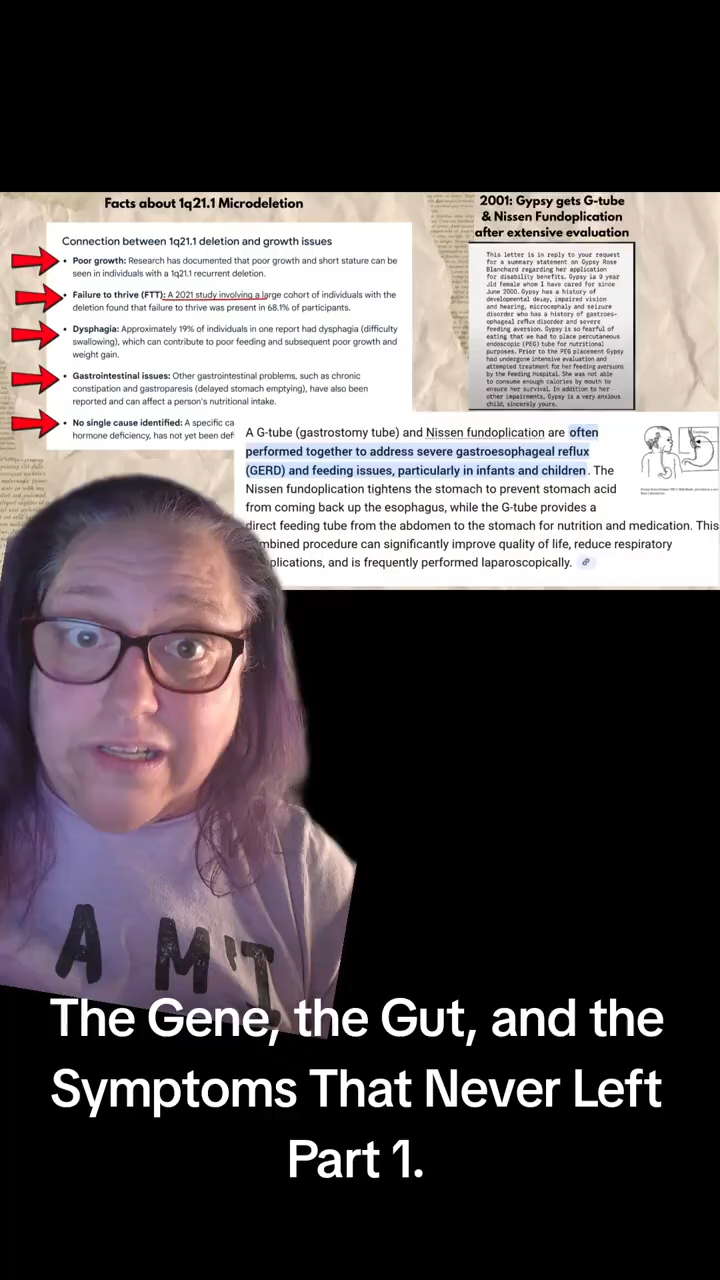 Facts about 1q21.1 Microdeletion
Connection between 1q21.1 deletion and growth issues
• Poor growth: Research has documented that poor growth and short stature can be
seen in individuals with a 1q21.1 recurrent deletion.
• Failure to thrive (FTT): A 2021 study involving a large cohort of individuals with the
deletion found that failure to thrive was present in 68.1% of participants.
• Dysphagia: Approximately 19% of individuals in one report had dysphagia (difficulty
swallowing), which can contribute to poor feeding and subsequent poor growth and
weight gain.
• Gastrointestinal issues: Other gastrointestinal problems, such as chronic
constipation and gastroparesis (delayed stomach emptying), have also been
reported and can affect a person's nutritional intake.
• No single cause identified: A specific ca
hormone deficiency, has not yet been def
2001: Gypsy gets G-tube
& Nissen Fundoplication
after extensive evaluation
This letter is in reply to your request
for a summary statement on Gypsy Rose
Blanchard regarding her application
for disability benefits. Gypsy is 9 year
old female whom I have cared for since
June 2000. Gypsy has a history of
developmental delay, impaired vision
and hearing, microcephaly and seizure
disorder who has a history of gastroes-
ophageal reflux disorder and severe
feeding aversion. Gypsy is so fearful of
eating that we had to place percutaneous
endoscopic (PEG) tube for nutritional
purposes. Prior to the PEG placement Gypsy
had undergone intensive evaluation and
attempted treatment for her feeding aversions
by the Feeding Hospital. She was not able
to consume enough calories by mouth to
ensure her survival. In addition to her
other impairments, Gypsy is a very anxious
child, sincerely yours.
A G-tube (gastrostomy tube) and Nissen fundoplication are often
performed together to address severe gastroesophageal reflux
(GERD) and feeding issues, particularly in infants and children. The
Nissen fundoplication tightens the stomach to prevent stomach acid
from coming back up the esophagus, while the G-tube provides a
direct feeding tube from the abdomen to the stomach for nutrition and medication. This
mbined procedure can significantly improve quality of life, reduce respiratory
plications, and is frequently performed laparoscopically.
A M I
The Gene, the Gut, and the
Symptoms That Never Left
Part 1.